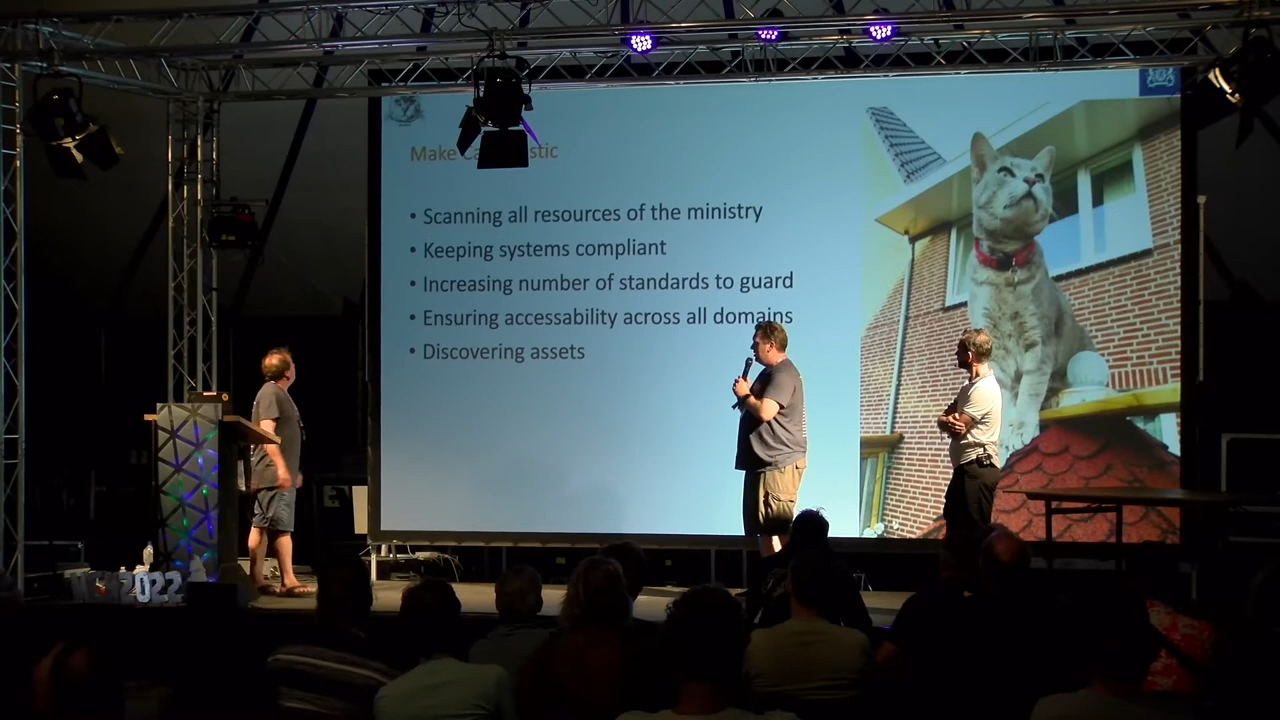 Make
• Scanning all resources of the ministry
• Keeping systems compliant
• Increasing number of standards to guard
• Ensuring accessability across all domains
• Discovering assets
MCH2022